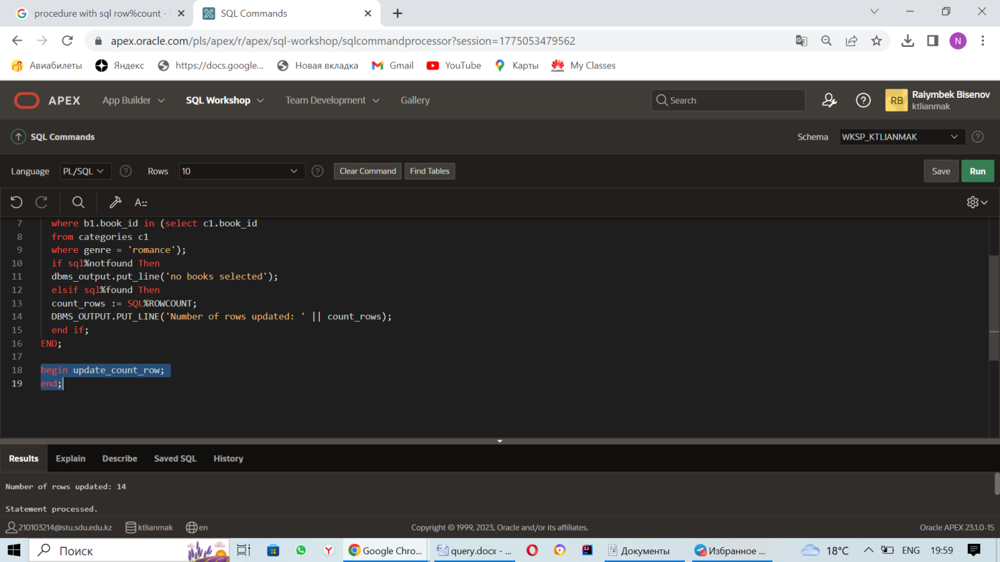 procedure with sql row%count -
SQL Commands
apex.oracle.com/pls/apex/r/apex/sql-workshop/sqlcommandprocessor?session=1775053479562
N
Авиабилеты Яндекс https://docs.google... Новая вкладка Gmail YouTube Карты My Classes
APEX App Builder SQL Workshop Team Development Gallery Search RB Raiymbek Bisenov
ktlianmak
SQL Commands Schema WKSP_KTLIANMAK
Language PL/SQL Rows 10 Clear Command Find Tables Save Run
7 where b1.book_id in (select c1.book_id
8 from categories c1
9 where genre = 'romance');
10 if sql%notfound Then
11 dbms_output.put_line('no books selected');
12 elsif sql%found Then
13 count_rows := SQL%ROWCOUNT;
14 DBMS_OUTPUT.PUT_LINE('Number of rows updated: ' || count_rows);
15 end if;
16 END;
17
18 begin update_count_row;
19 end;
Results Explain Describe Saved SQL History
Number of rows updated: 14
Statement processed.
210103214@stu.sdu.edu.kz ktlianmak en Copyright © 1999, 2023, Oracle and/or its affiliates. Oracle APEX 23.1.0-15
Поиск Google Chro... query.docx - ... Документы Избранное ... 18°C ENG 19:59